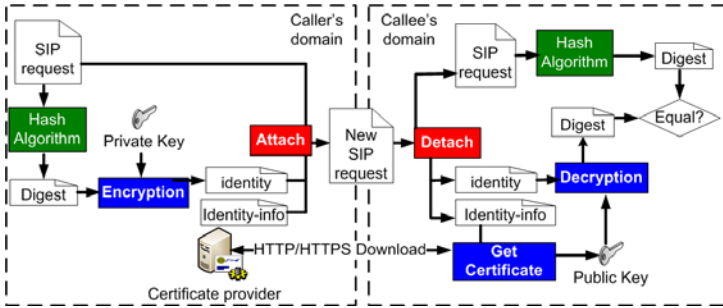 Caller's
domain
SIP
request
Hash
Algorithm
Private Key
Digest
Encryption
Attach
identity
Identity-info
New
SIP
request
Certificate provider
HTTP/HTTPS Download
Callee's
domain
SIP
request
Hash
Algorithm
Digest
Equal?
Detach
Digest
identity
Decryption
Identity-info
Get
Certificate
Public Key